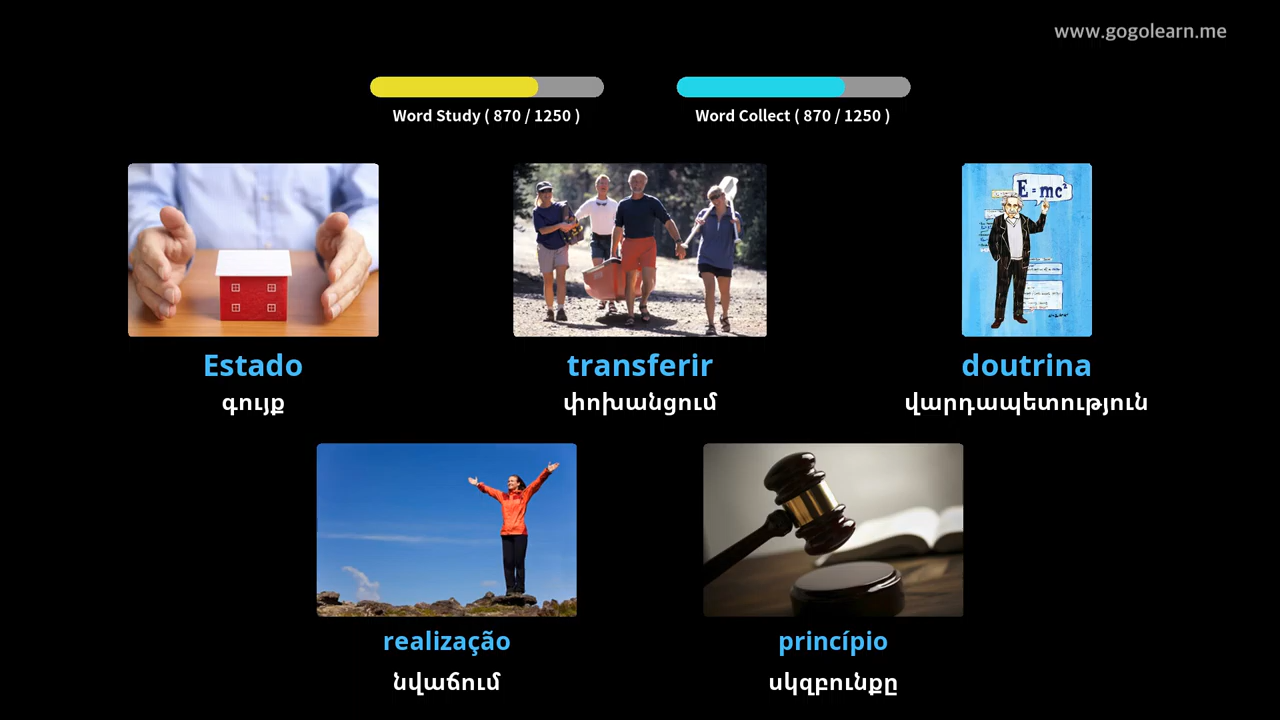 www.gogolearn.me
Word Study ( 870 / 1250 )
Word Collect ( 870 / 1250 )
E = mc²
Estado
transferir
doutrina
գույք
փոխանցում
վարդապետություն
realização
princípio
նվաճում
սկզբունքը